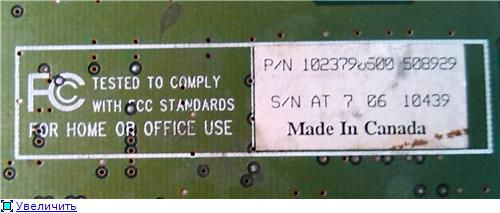 FC TESTED TO COMPLY
WITH FCC STANDARDS
FOR HOME OR OFFICE USE
P/N 1023790500 508929
S/N AT 7 06 10439
Made In Canada
Увеличить